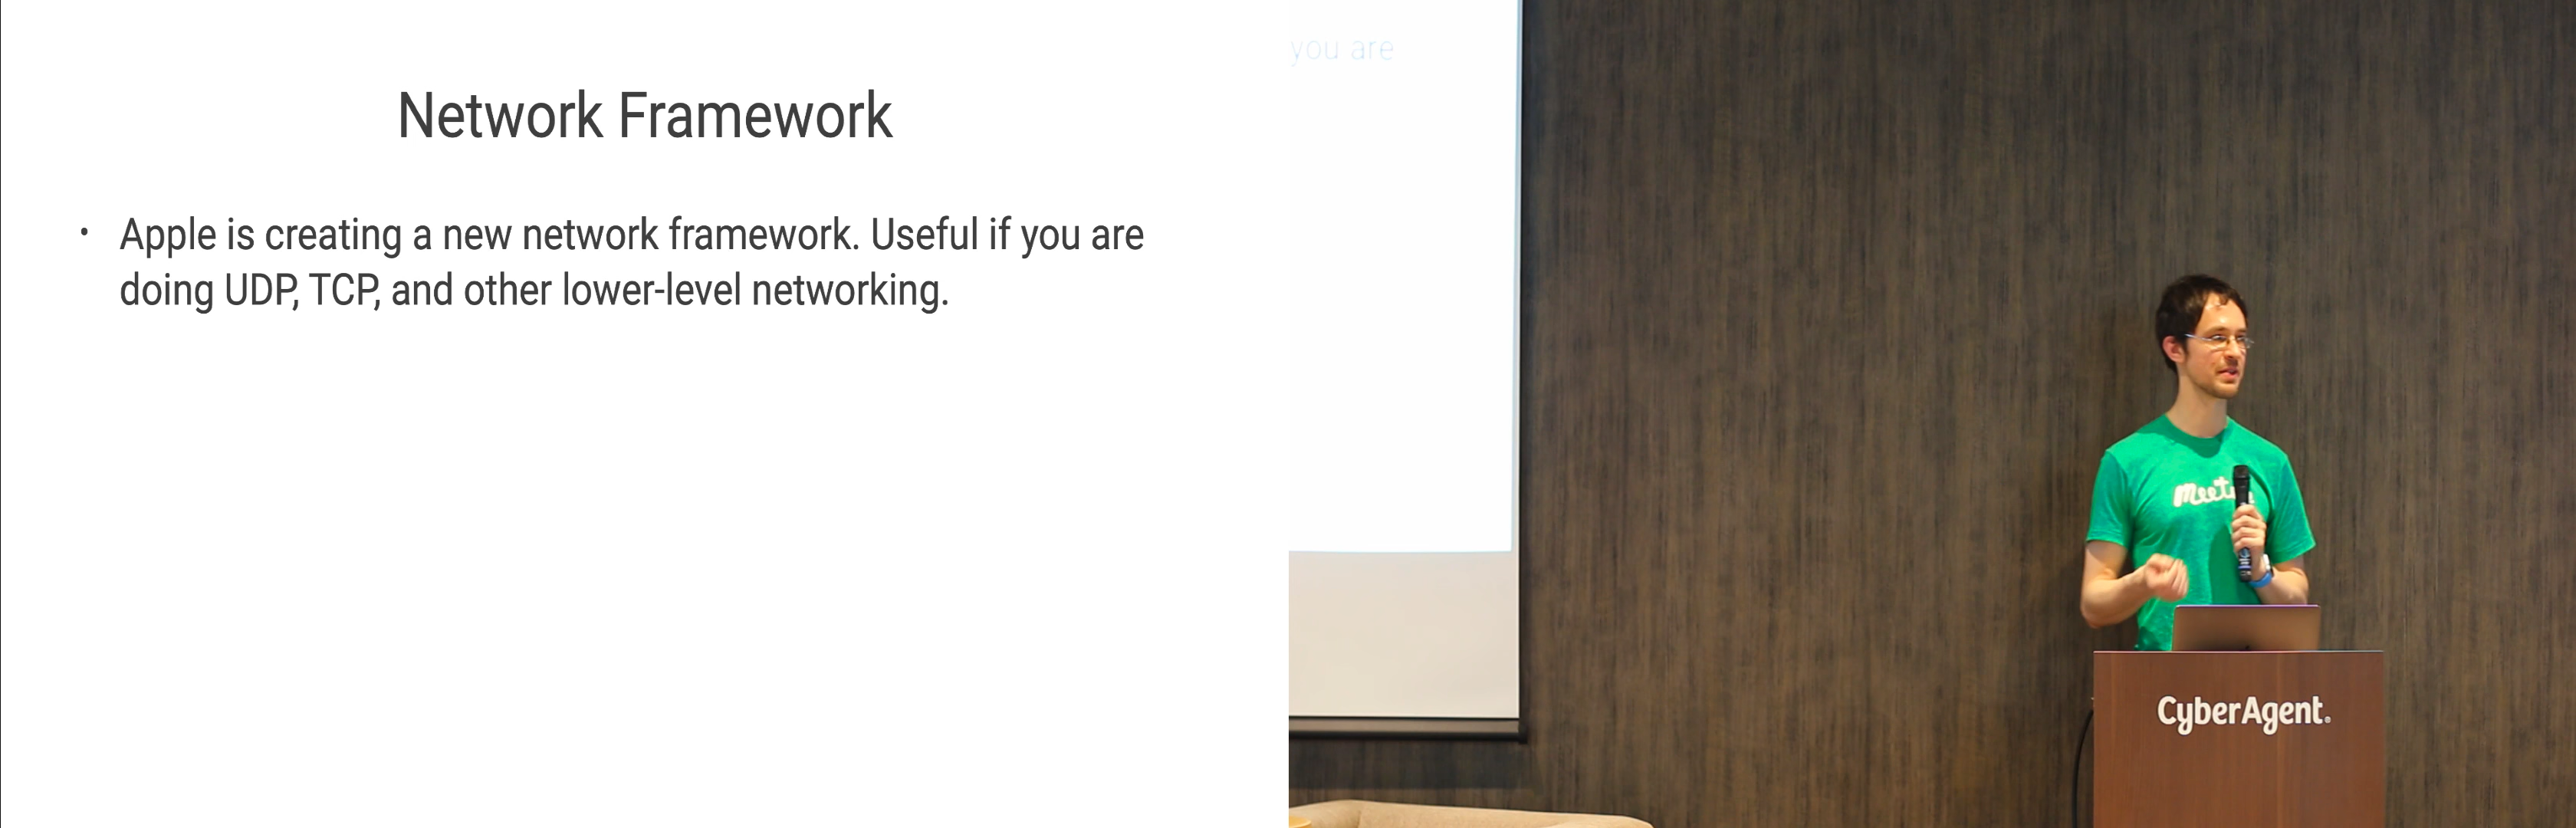 Network Framework
• Apple is creating a new network framework. Useful if you are
doing UDP, TCP, and other lower-level networking.
you are
CyberAgent.